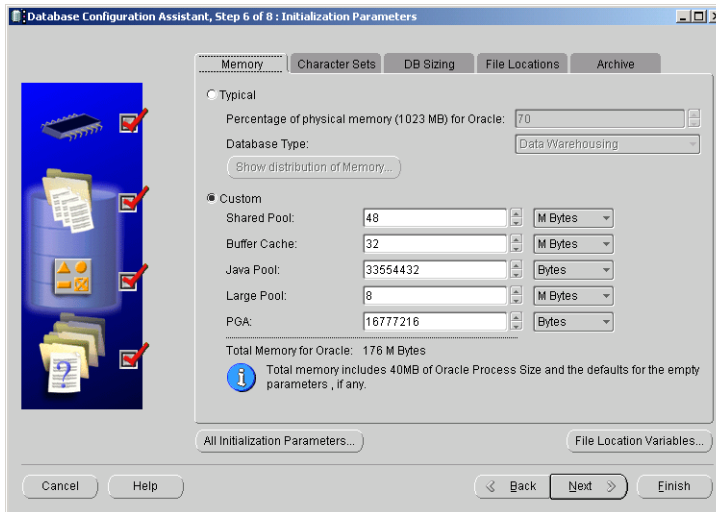 Database Configuration Assistant, Step 6 of 8 : Initialization Parameters
Memory Character Sets DB Sizing File Locations Archive
Typical
Percentage of physical memory (1023 MB) for Oracle: 70
Database Type: Data Warehousing
Show distribution of Memory...
Custom
Shared Pool: 48 M Bytes
Buffer Cache: 32 M Bytes
Java Pool: 33554432 Bytes
Large Pool: 8 M Bytes
PGA: 16777216 Bytes
Total Memory for Oracle: 176 M Bytes
Total memory includes 40MB of Oracle Process Size and the defaults for the empty
parameters , if any.
All Initialization Parameters... File Location Variables...
Cancel Help Back Next Finish